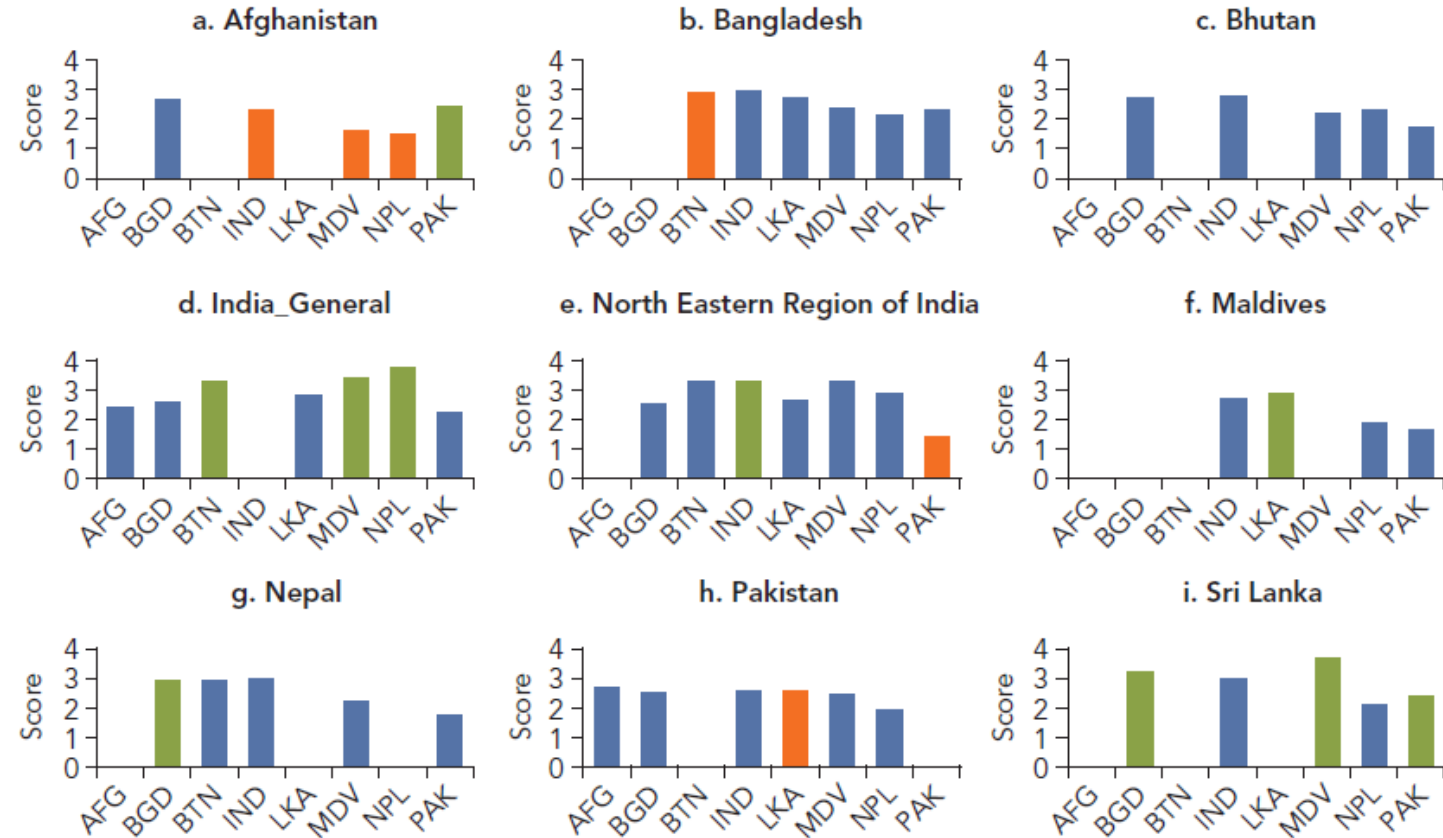 a. Afghanistan
4
3
2
1
0
Score
AFG BGD BTN IND LKA MDV NPL PAK
b. Bangladesh
4
3
2
1
0
Score
AFG BGD BTN IND LKA MDV NPL PAK
c. Bhutan
4
3
2
1
0
Score
AFG BGD BTN IND LKA MDV NPL PAK
d. India_General
4
3
2
1
0
Score
AFG BGD BTN IND LKA MDV NPL PAK
e. North Eastern Region of India
4
3
2
1
0
Score
AFG BGD BTN IND LKA MDV NPL PAK
f. Maldives
4
3
2
1
0
Score
AFG BGD BTN IND LKA MDV NPL PAK
g. Nepal
4
3
2
1
0
Score
AFG BGD BTN IND LKA MDV NPL PAK
h. Pakistan
4
3
2
1
0
Score
AFG BGD BTN IND LKA MDV NPL PAK
i. Sri Lanka
4
3
2
1
0
Score
AFG BGD BTN IND LKA MDV NPL PAK